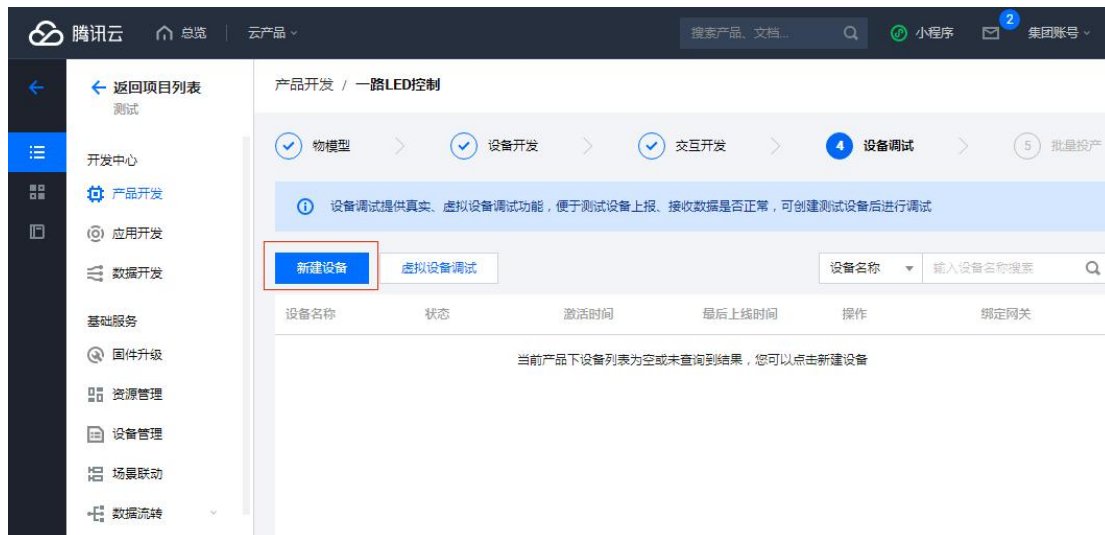 腾讯云 总览 云产品 搜索产品、文档... 小程序 2 集团账号
返回项目列表
测试
开发中心
产品开发
应用开发
数据开发
基础服务
固件升级
资源管理
设备管理
场景联动
数据流转
产品开发 / 一路LED控制
物模型 设备开发 交互开发 4 设备调试 5 批量投产
设备调试提供真实、虚拟设备调试功能，便于测试设备上报、接收数据是否正常，可创建测试设备后进行调试
新建设备 虚拟设备调试 设备名称 输入设备名称搜索
设备名称 状态 激活时间 最后上线时间 操作 绑定网关
当前产品下设备列表为空或未查询到结果，您可以点击新建设备